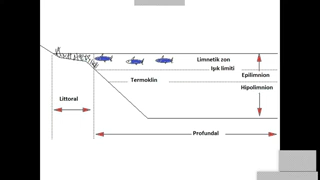 Limnetik zon
Işık limiti
Epilimnion
Termoklin
Hipolimnion
Littoral
Profundal